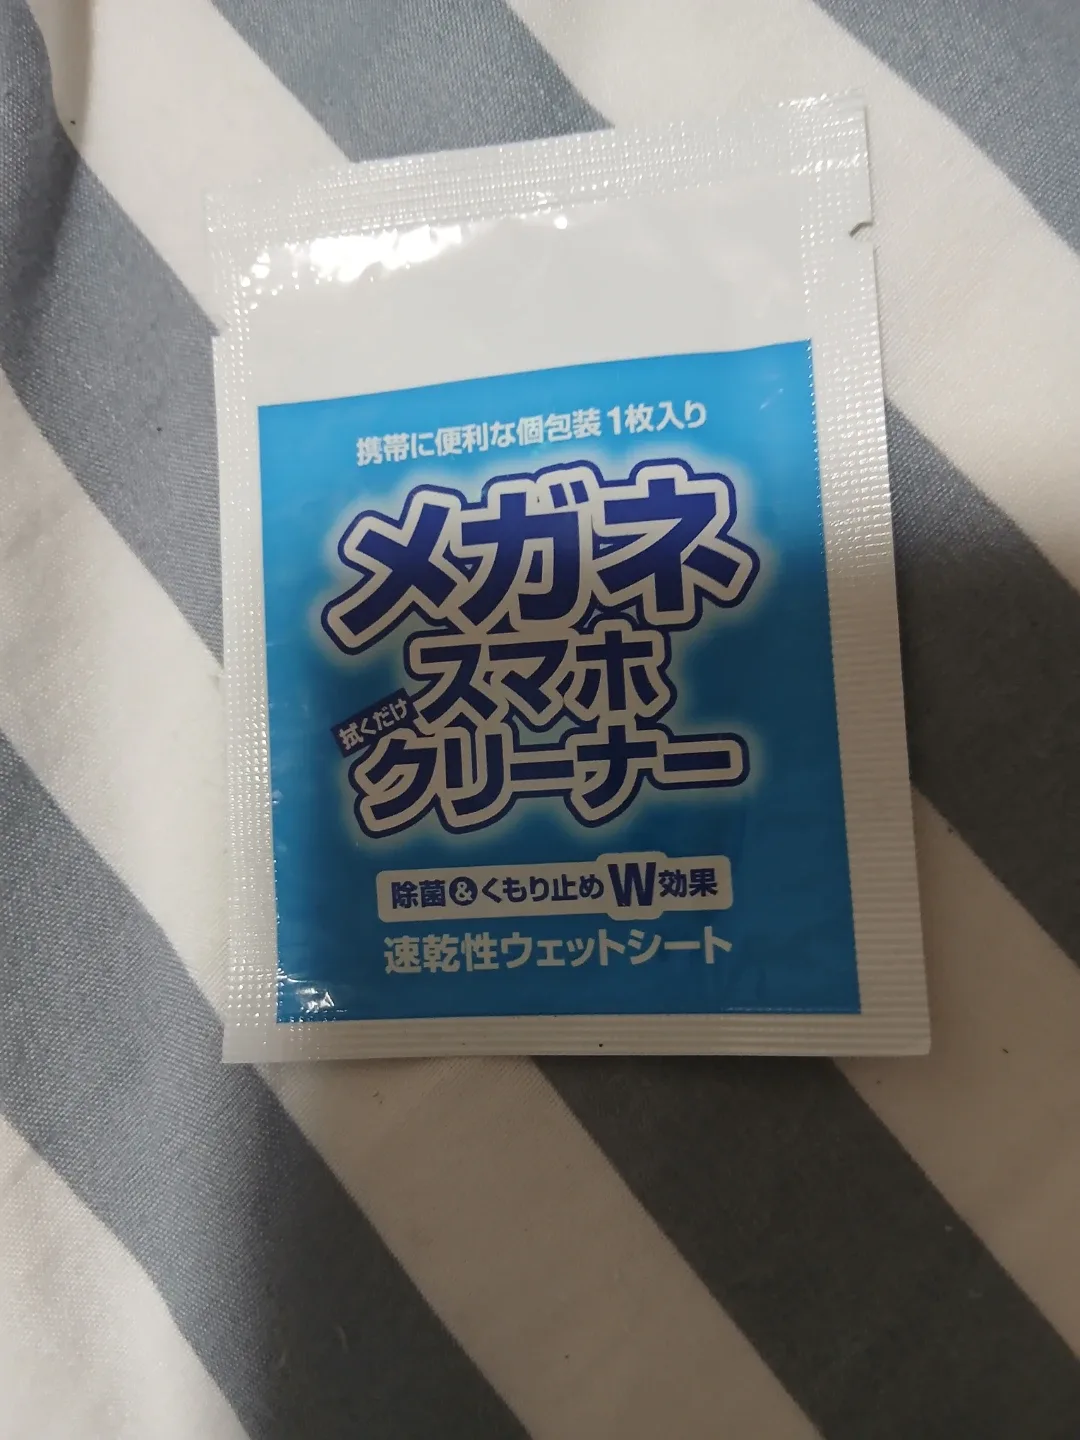 携帯に便利な個包装1枚入り
メガネ
スマホ
拭くだけ
クリーナー
除菌&くもり止めW効果
速乾性ウェットシート